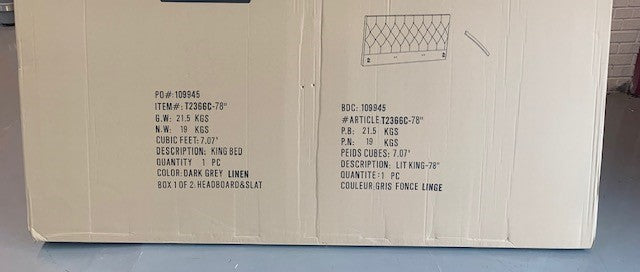 PO#: 109945
ITEM#: T2366C-78"
G.W: 21.5 KGS
N.W: 19 KGS
CUBIC FEET: 7.07'
DESCRIPTION: KING BED
QUANTITY 1 PC
COLOR: DARK GREY LINEN
BOX 1 OF 2. HEADBOARD&SLAT
BDC: 109945
#ARTICLE T2366C-78"
P.B: 21.5 KGS
P.N: 19 KGS
PEIDS CUBES: 7.07'
DESCRIPTION: LIT KING-78"
QUANTITE: 1 PC
COULEUR: GRIS FONCE LINGE